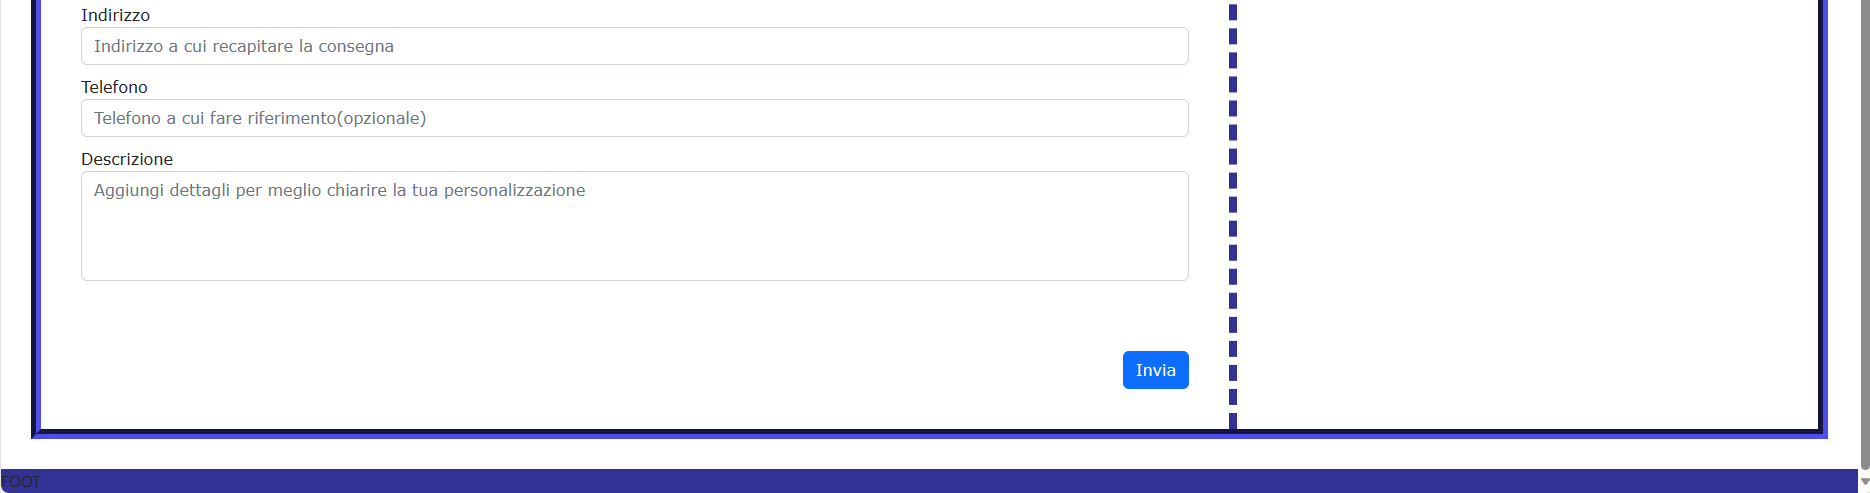 Indirizzo
Indirizzo a cui recapitare la consegna
Telefono
Telefono a cui fare riferimento(opzionale)
Descrizione
Aggiungi dettagli per meglio chiarire la tua personalizzazione
Invia
FOOT